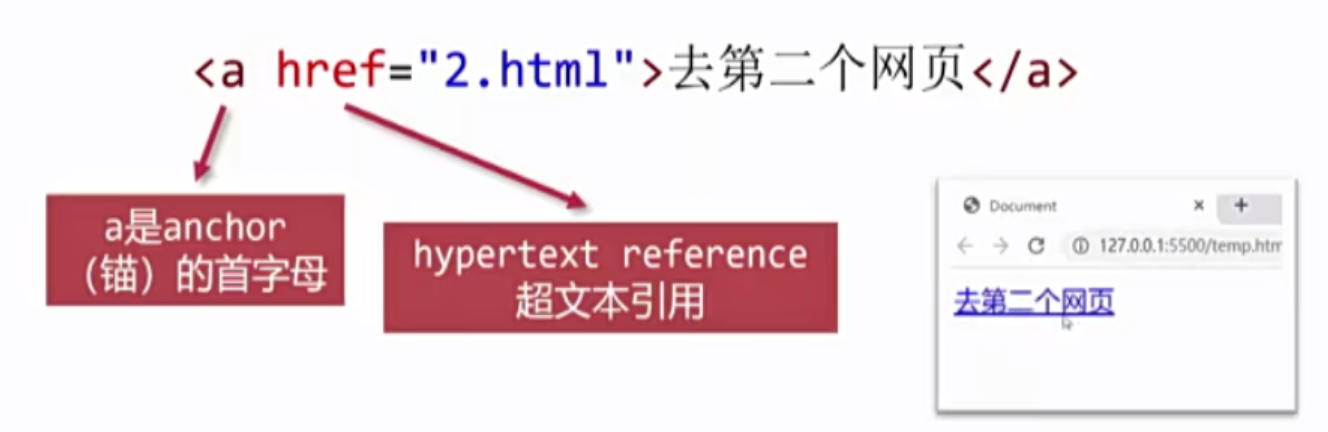 <a href="2.html">去第二个网页</a>
a是anchor
（锚）的首字母
hypertext reference
超文本引用
Document
127.0.0.1:5500/temp.htm
去第二个网页